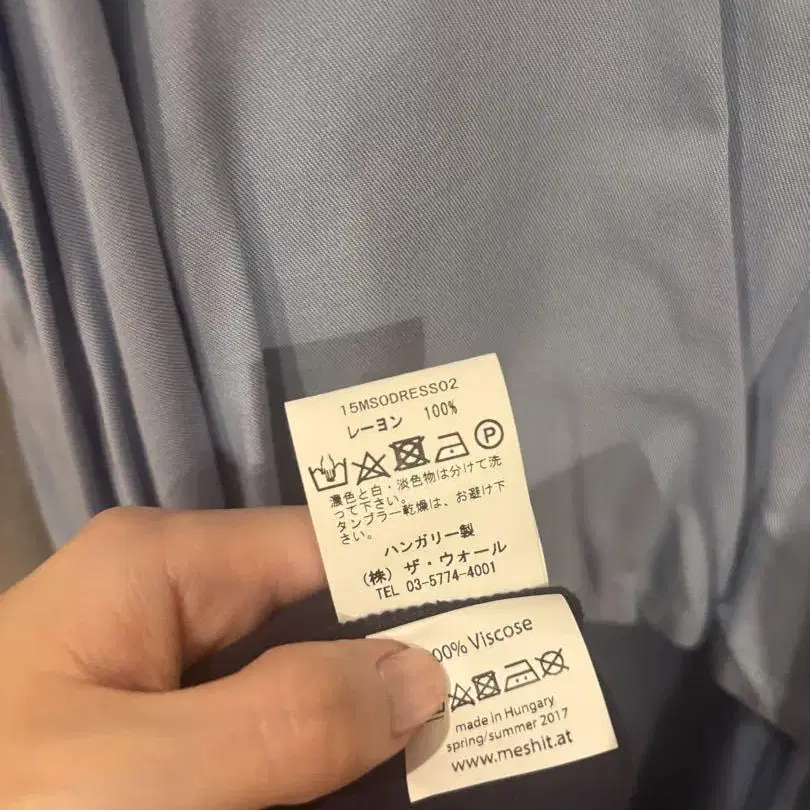 15MSODRESS02
レーヨン 100%
P
濃色と白・淡色物は分けて洗
って下さい。
タンブラー乾燥は、お避け下
さい。
ハンガリー製
(株) ザ・ウォール
TEL 03-5774-4001
00% Viscose
made in Hungary
spring/summer 2017
www.meshit.at